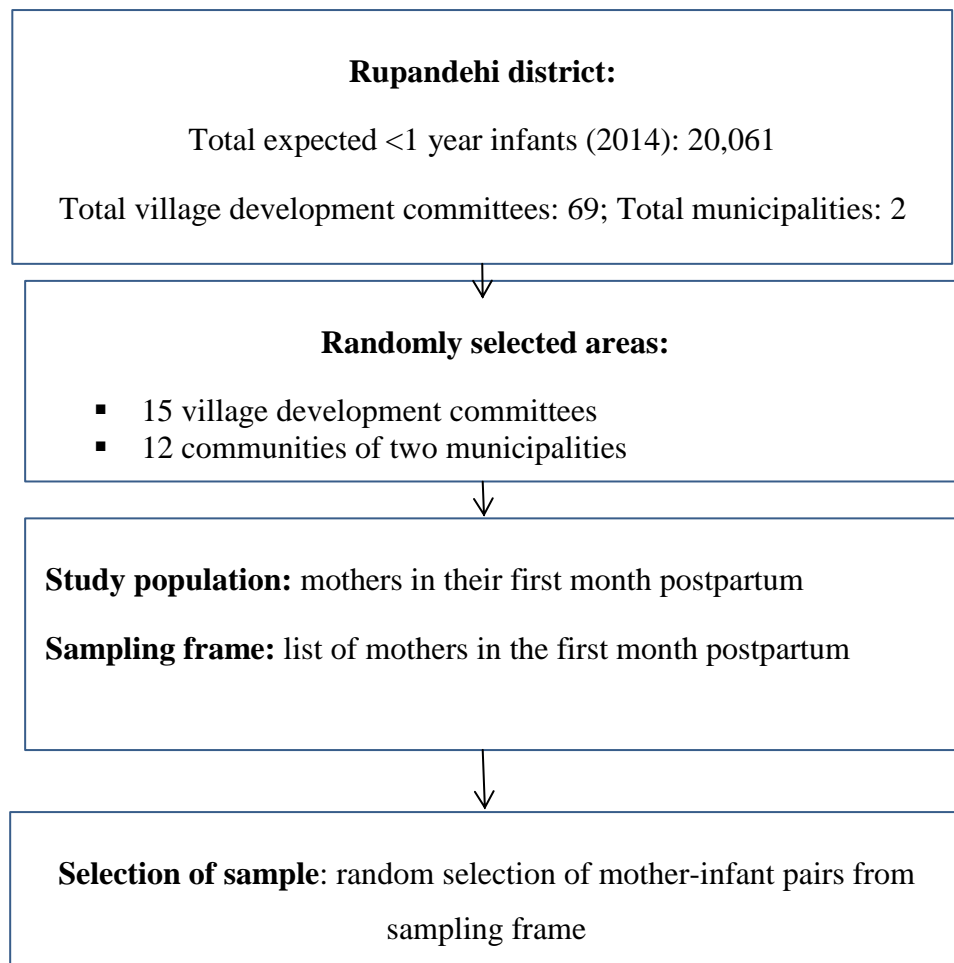 Rupandehi district:
Total expected <1 year infants (2014): 20,061
Total village development committees: 69; Total municipalities: 2
Randomly selected areas:
▪ 15 village development committees
▪ 12 communities of two municipalities
Study population: mothers in their first month postpartum
Sampling frame: list of mothers in the first month postpartum
Selection of sample: random selection of mother-infant pairs from
sampling frame